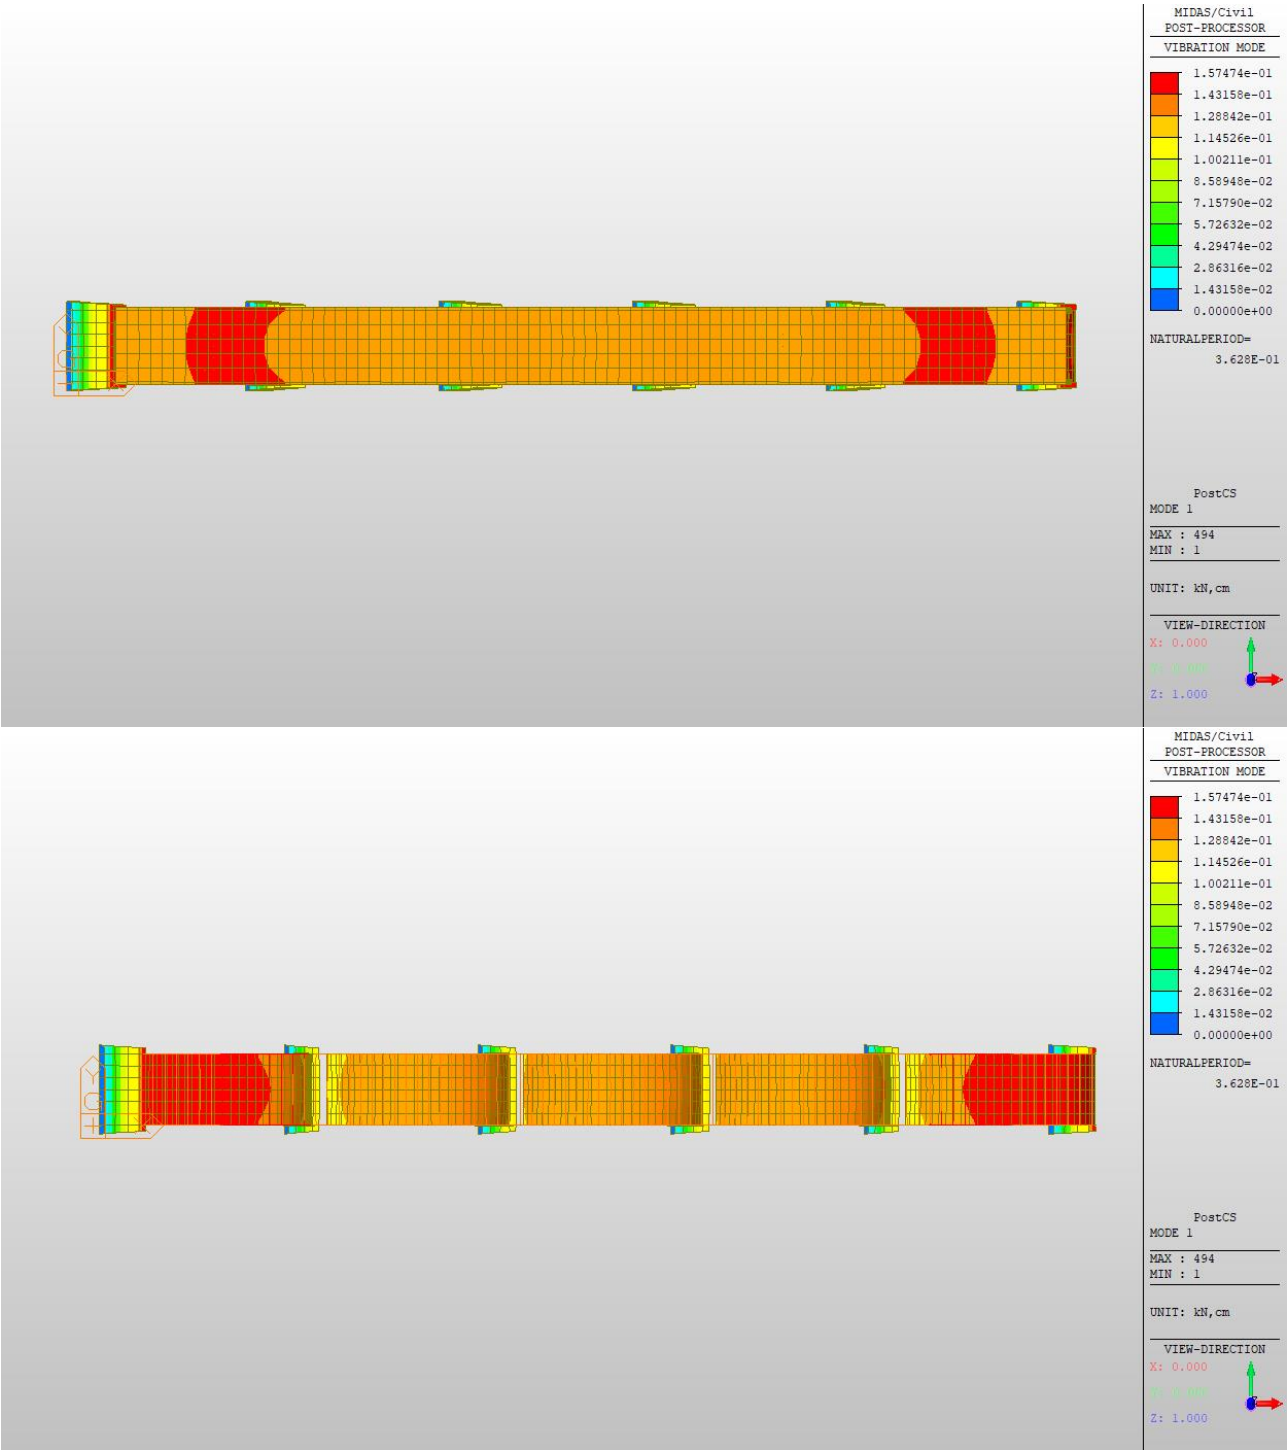 MIDAS/Civil
POST-PROCESSOR
VIBRATION MODE
1.57474e-01
1.43158e-01
1.28842e-01
1.14526e-01
1.00211e-01
8.58948e-02
7.15790e-02
5.72632e-02
4.29474e-02
2.86316e-02
1.43158e-02
0.00000e+00
NATURALPERIOD=
3.628E-01
PostCS
MODE 1
MAX : 494
MIN : 1
UNIT: kN,cm
VIEW-DIRECTION
X: 0.000
Z: 1.000
MIDAS/Civil
POST-PROCESSOR
VIBRATION MODE
1.57474e-01
1.43158e-01
1.28842e-01
1.14526e-01
1.00211e-01
8.58948e-02
7.15790e-02
5.72632e-02
4.29474e-02
2.86316e-02
1.43158e-02
0.00000e+00
NATURALPERIOD=
3.628E-01
PostCS
MODE 1
MAX : 494
MIN : 1
UNIT: kN,cm
VIEW-DIRECTION
X: 0.000
Z: 1.000